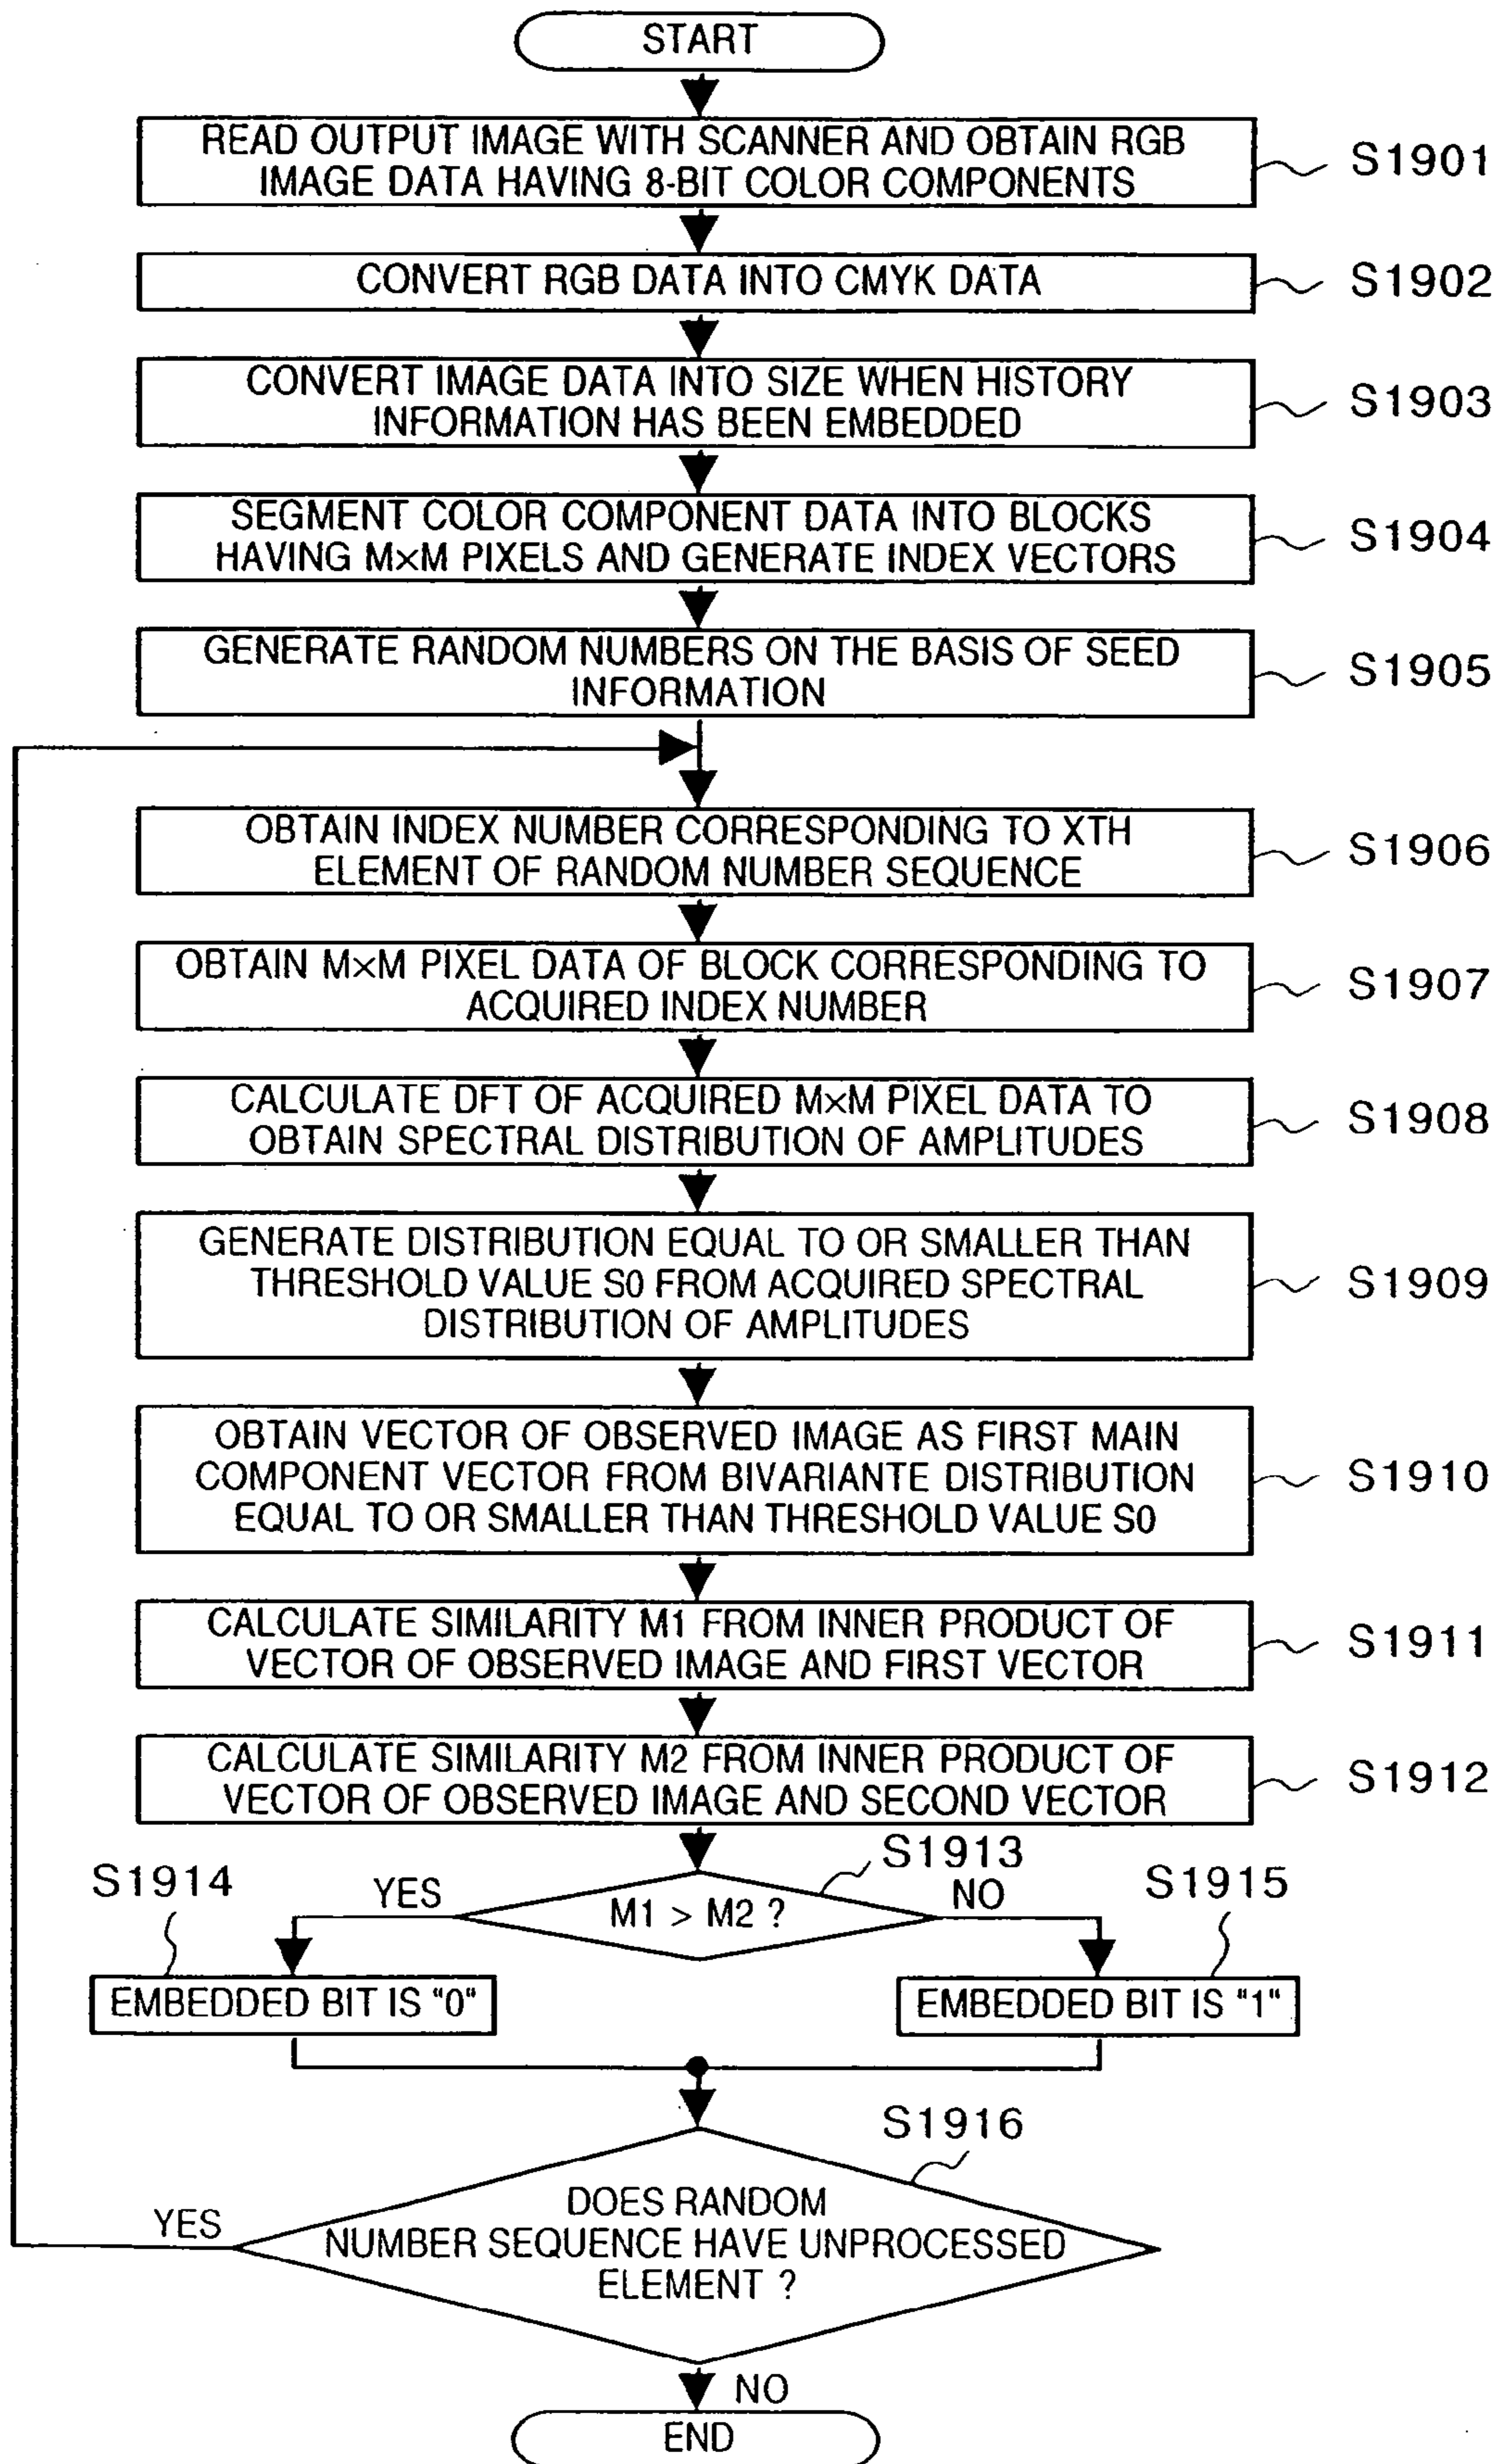 START
READ OUTPUT IMAGE WITH SCANNER AND OBTAIN RGB
IMAGE DATA HAVING 8-BIT COLOR COMPONENTS
S1901
CONVERT RGB DATA INTO CMYK DATA
S1902
CONVERT IMAGE DATA INTO SIZE WHEN HISTORY
INFORMATION HAS BEEN EMBEDDED
S1903
SEGMENT COLOR COMPONENT DATA INTO BLOCKS
HAVING M×M PIXELS AND GENERATE INDEX VECTORS
S1904
GENERATE RANDOM NUMBERS ON THE BASIS OF SEED
INFORMATION
S1905
OBTAIN INDEX NUMBER CORRESPONDING TO XTH
ELEMENT OF RANDOM NUMBER SEQUENCE
S1906
OBTAIN M×M PIXEL DATA OF BLOCK CORRESPONDING TO
ACQUIRED INDEX NUMBER
S1907
CALCULATE DFT OF ACQUIRED M×M PIXEL DATA TO
OBTAIN SPECTRAL DISTRIBUTION OF AMPLITUDES
S1908
GENERATE DISTRIBUTION EQUAL TO OR SMALLER THAN
THRESHOLD VALUE S0 FROM ACQUIRED SPECTRAL
DISTRIBUTION OF AMPLITUDES
S1909
OBTAIN VECTOR OF OBSERVED IMAGE AS FIRST MAIN
COMPONENT VECTOR FROM BIVARIANTE DISTRIBUTION
EQUAL TO OR SMALLER THAN THRESHOLD VALUE S0
S1910
CALCULATE SIMILARITY M1 FROM INNER PRODUCT OF
VECTOR OF OBSERVED IMAGE AND FIRST VECTOR
S1911
CALCULATE SIMILARITY M2 FROM INNER PRODUCT OF
VECTOR OF OBSERVED IMAGE AND SECOND VECTOR
S1912
S1913
M1 > M2 ?
YES
NO
S1914
EMBEDDED BIT IS "0"
S1915
EMBEDDED BIT IS "1"
S1916
DOES RANDOM
NUMBER SEQUENCE HAVE UNPROCESSED
ELEMENT ?
YES
NO
END